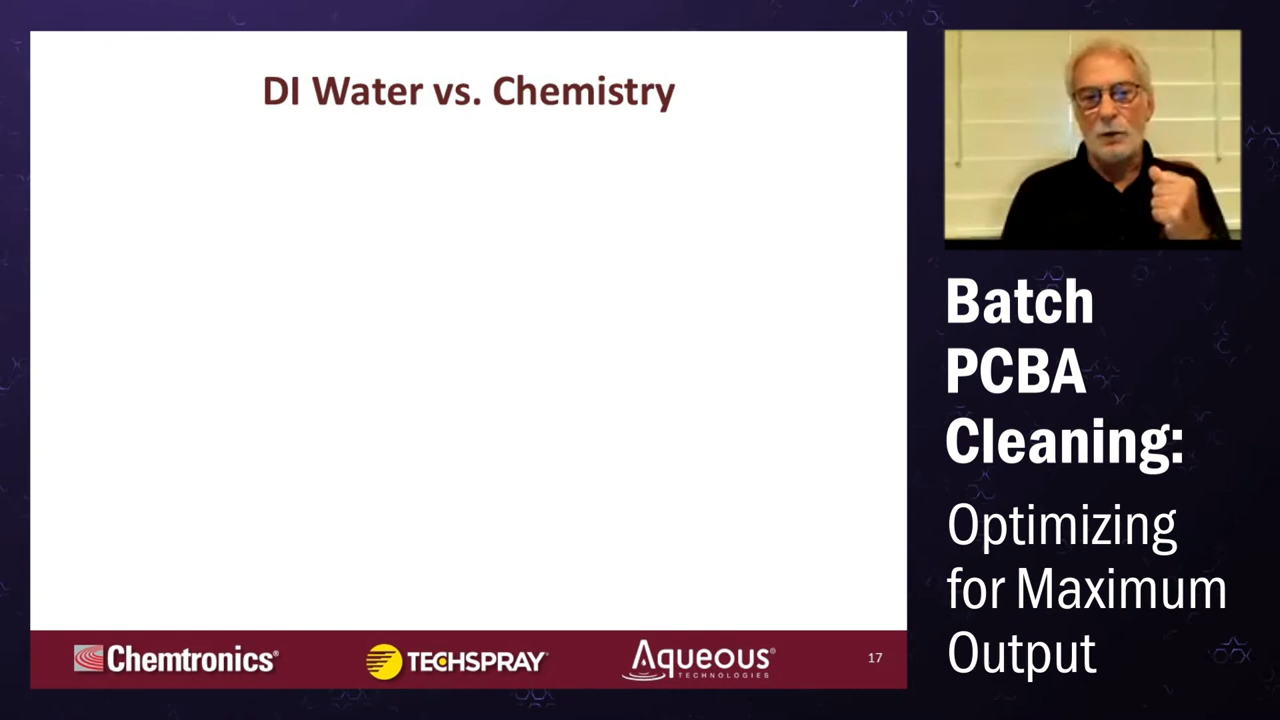 DI Water vs. Chemistry
Chemtronics®
TECHSPRAY®
Aqueous®
TECHNOLOGIES
17
Batch
PCBA
Cleaning:
Optimizing
for Maximum
Output